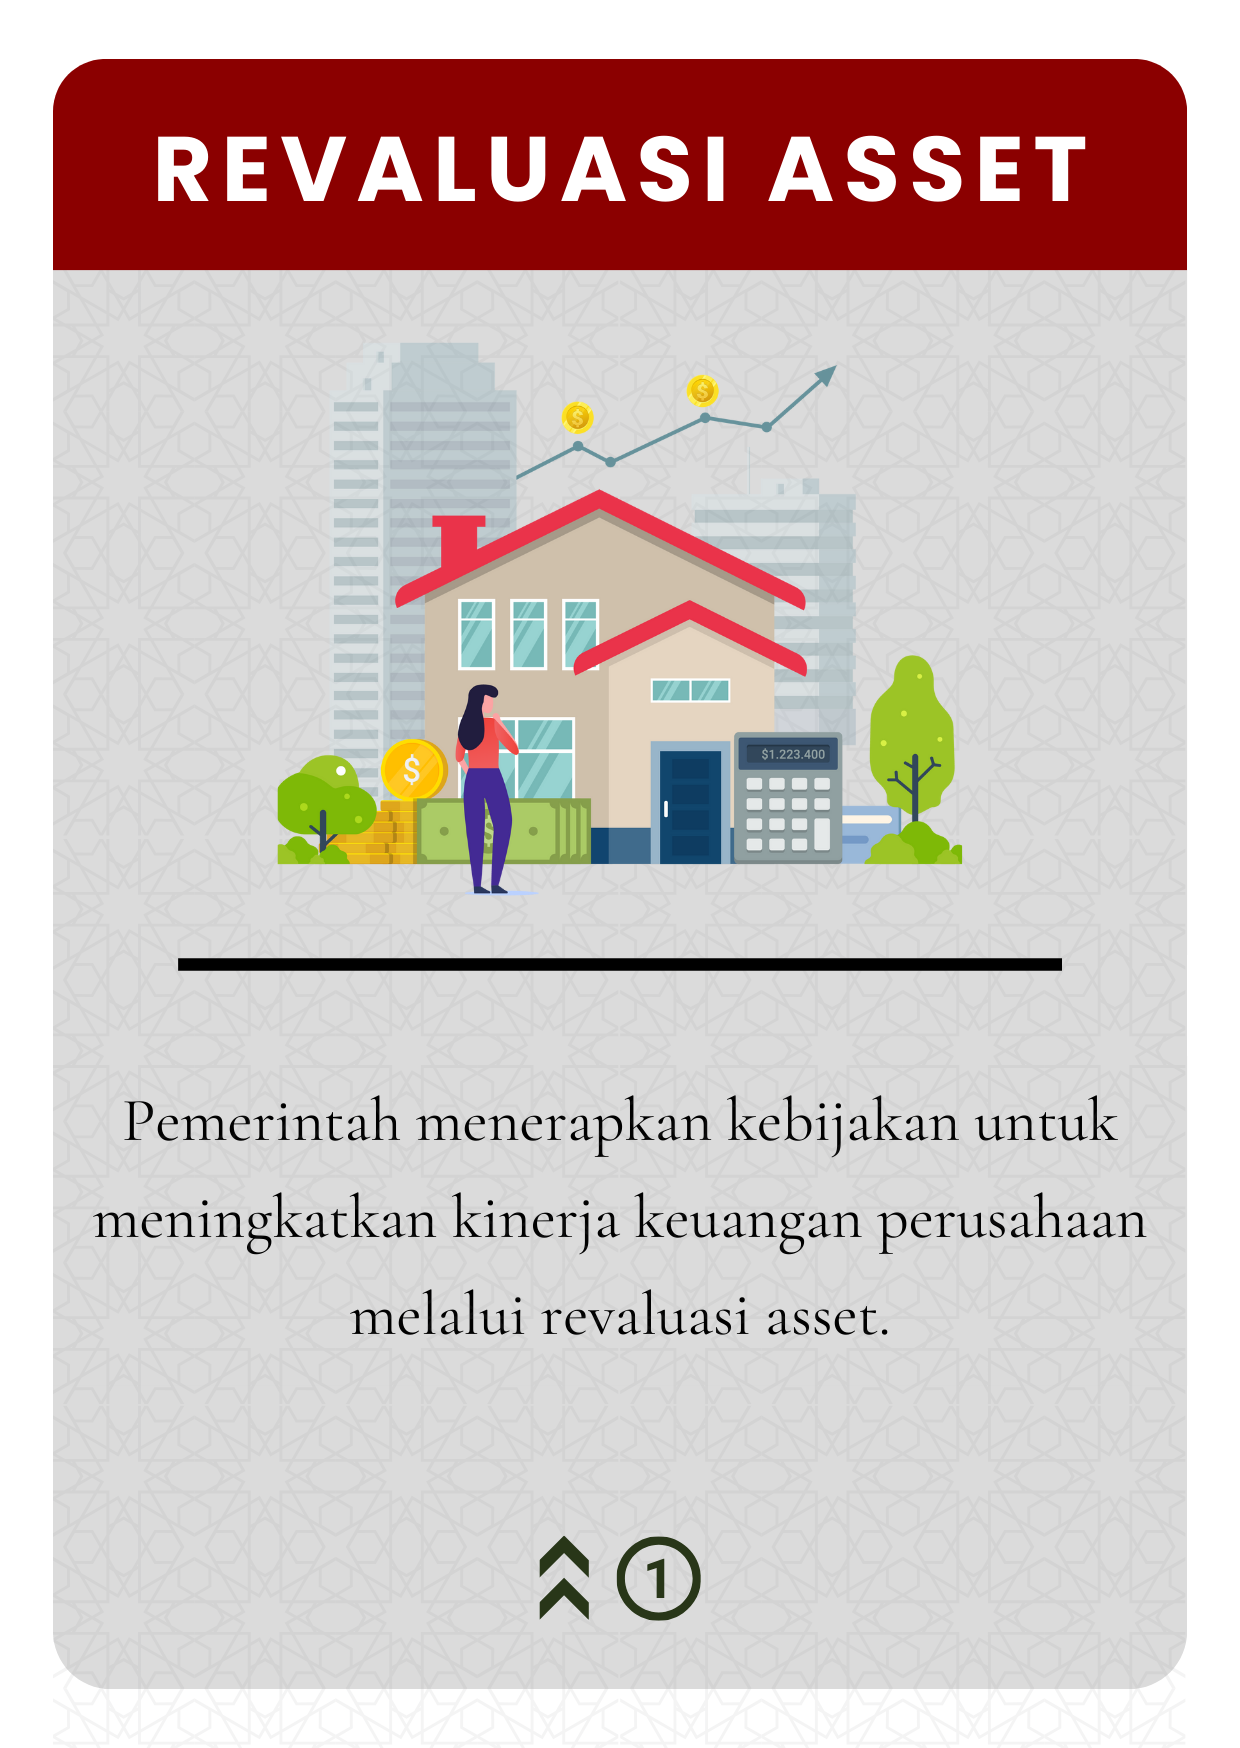 REVALUASI ASSET
$
$
$1.223.400
$
$
Pemerintah menerapkan kebijakan untuk
meningkatkan kinerja keuangan perusahaan
melalui revaluasi asset.
1